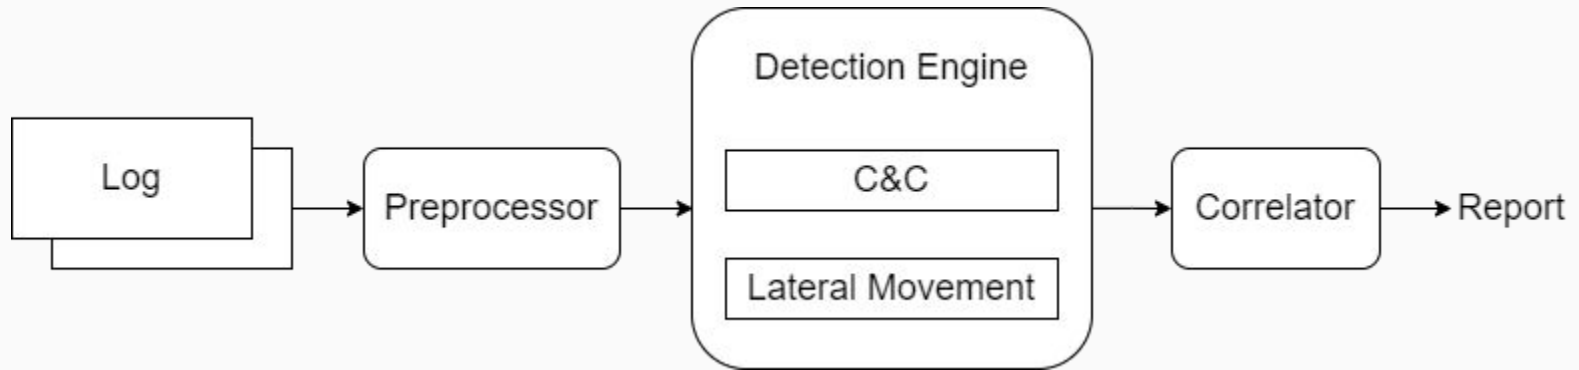 Log
Preprocessor
Detection Engine
C&C
Lateral Movement
Correlator
Report